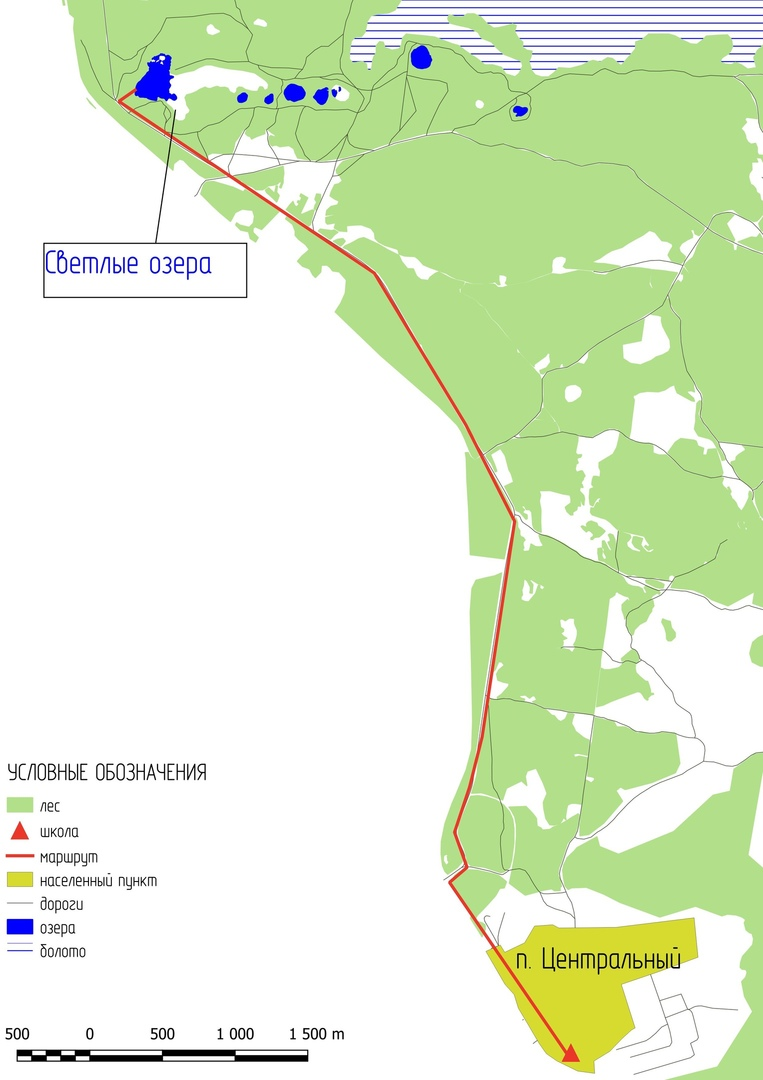 Светлые озера
УСЛОВНЫЕ ОБОЗНАЧЕНИЯ
лес
школа
маршрут
населенный пункт
дороги
озера
болото
п. Центральный
500 0 500 1 000 1 500 m